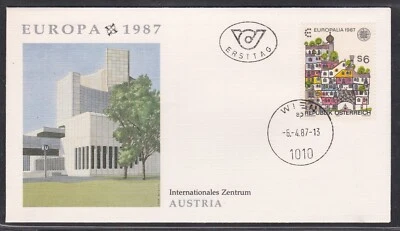 EUROPA 1987
ERSTTAG
EUROPALIA 1987
S6
REPUBLIK ÖSTERREICH
WIEN
-6.-4.87-13
1010
Internationales Zentrum
AUSTRIA